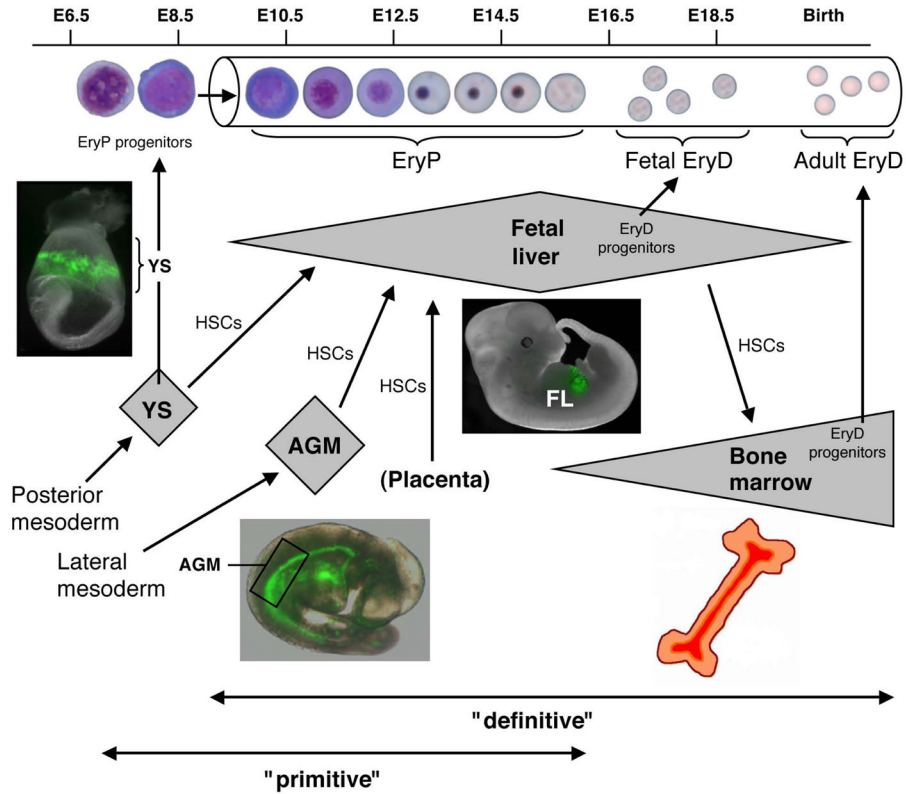 E6.5 E8.5 E10.5 E12.5 E14.5 E16.5 E18.5 Birth
EryP progenitors
EryP
Fetal EryD
Adult EryD
Fetal
liver
EryD
progenitors
YS
HSCs
HSCs
HSCs
HSCs
FL
YS
AGM
(Placenta)
Bone
marrow
EryD
progenitors
Posterior
mesoderm
Lateral
mesoderm
AGM
"definitive"
"primitive"